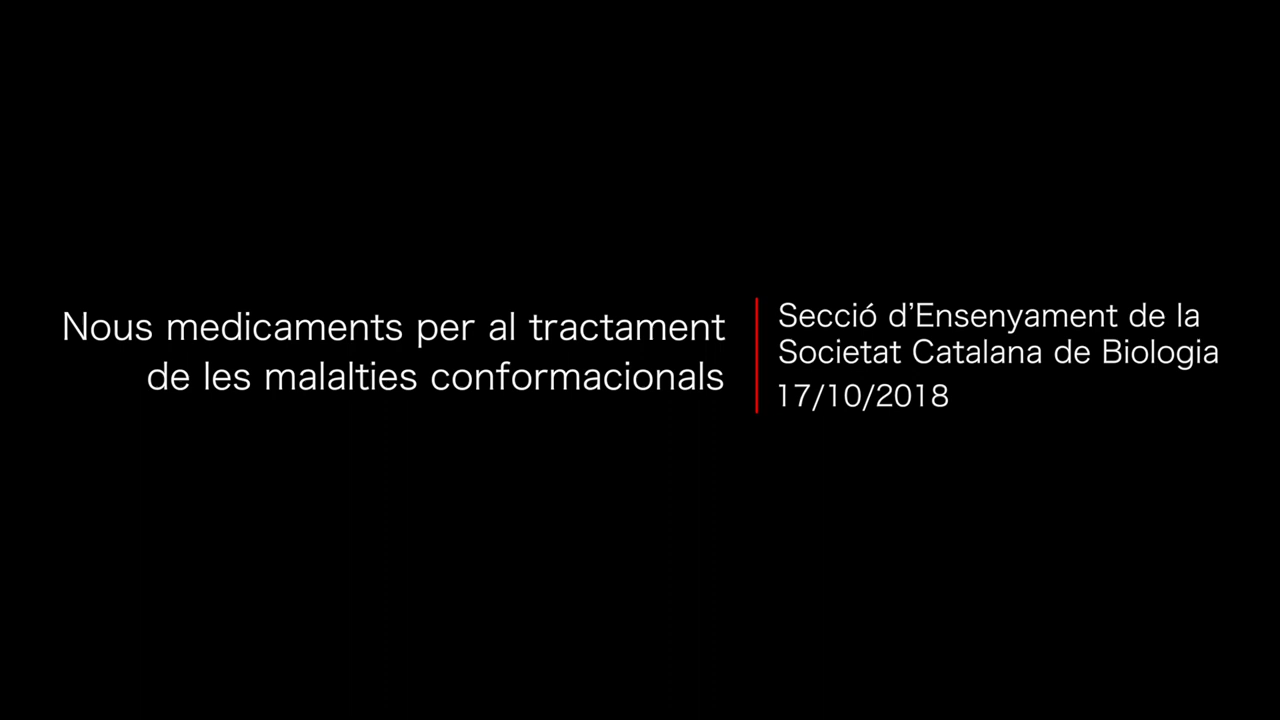 Nous medicaments per al tractament
de les malalties conformacionals
Secció d’Ensenyament de la
Societat Catalana de Biologia
17/10/2018